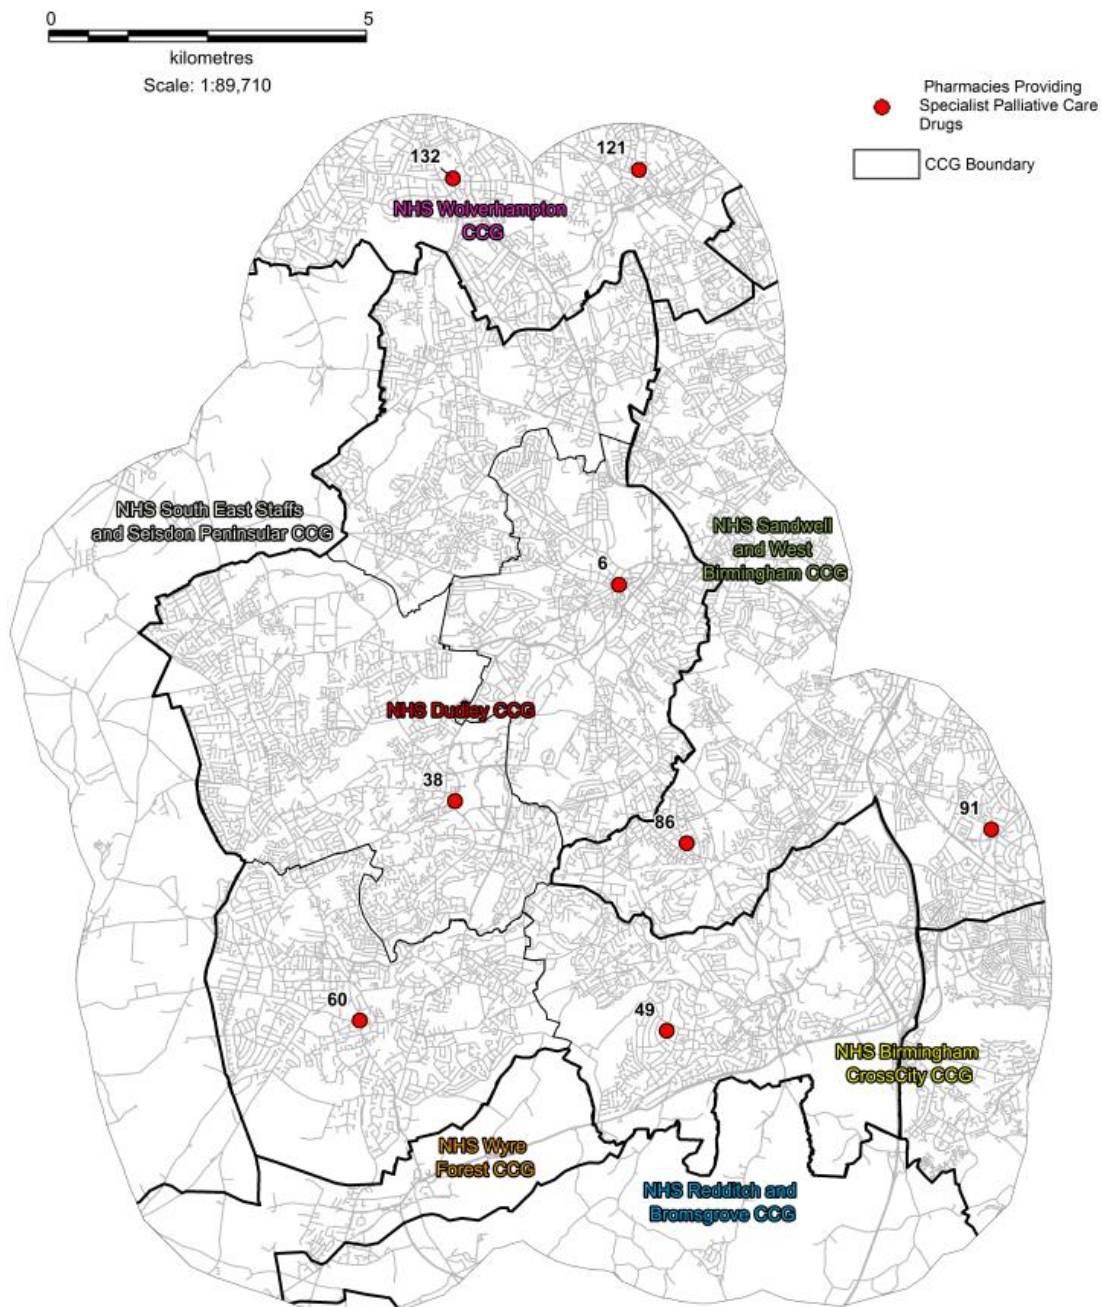 0 5
kilometres
Scale: 1:89,710
Pharmacies Providing
Specialist Palliative Care
Drugs
CCG Boundary
132
121
NHS Wolverhampton
CCG
NHS South East Staffs
and Seisdon Peninsular CCG
NHS Sandwell
and West
Birmingham CCG
6
NHS Dudley CCG
38
86
91
60
49
NHS Birmingham
CrossCity CCG
NHS Wyre
Forest CCG
NHS Redditch and
Bromsgrove CCG